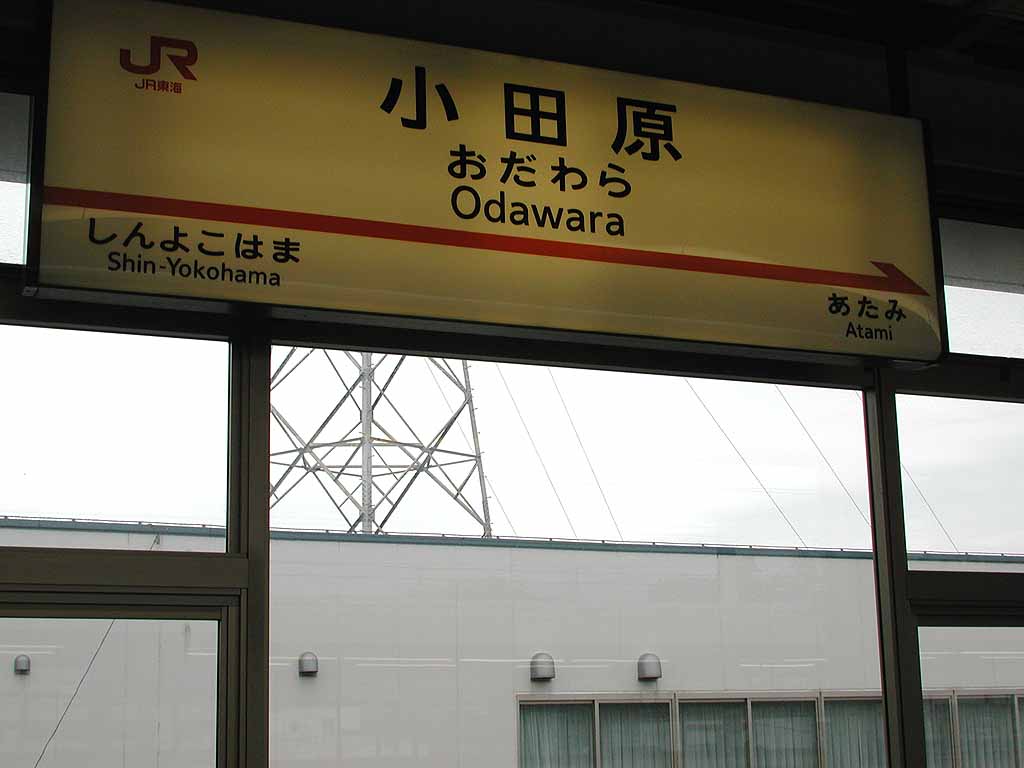 JR
JR東海
小田原
おだわら
Odawara
しんよこはま
Shin-Yokohama
あたみ
Atami